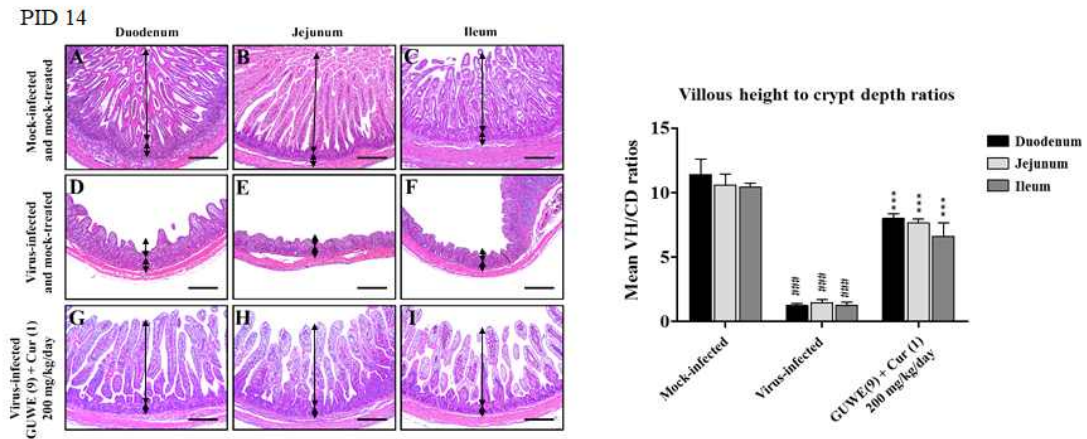 PID 14
Duodenum
Jejunum
Ileum
Mock-infected
and mock-treated
A
B
C
Virus-infected
and mock-treated
D
E
F
Virus-infected
GUWE (9) + Cur (1)
200 mg/kg/day
G
H
I
Villous height to crypt depth ratios
Mean VH/CD ratios
15
10
5
0
Duodenum
Jejunum
Ileum
###
###
###
***
***
***
Mock-infected
Virus-infected
GUWE(9) + Cur (1)
200 mg/kg/day